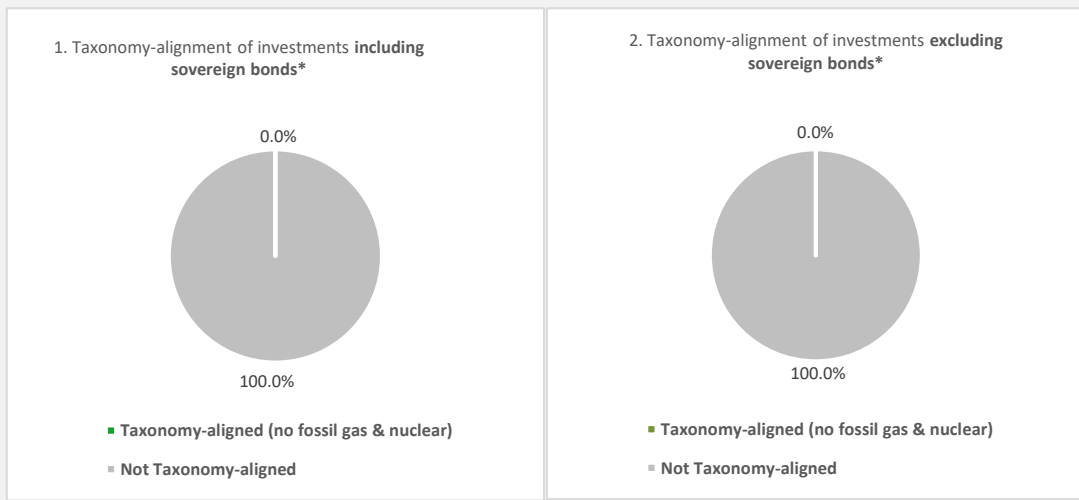 1. Taxonomy-alignment of investments including
sovereign bonds*
0.0%
100.0%
Taxonomy-aligned (no fossil gas & nuclear)
Not Taxonomy-aligned
2. Taxonomy-alignment of investments excluding
sovereign bonds*
0.0%
100.0%
Taxonomy-aligned (no fossil gas & nuclear)
Not Taxonomy-aligned